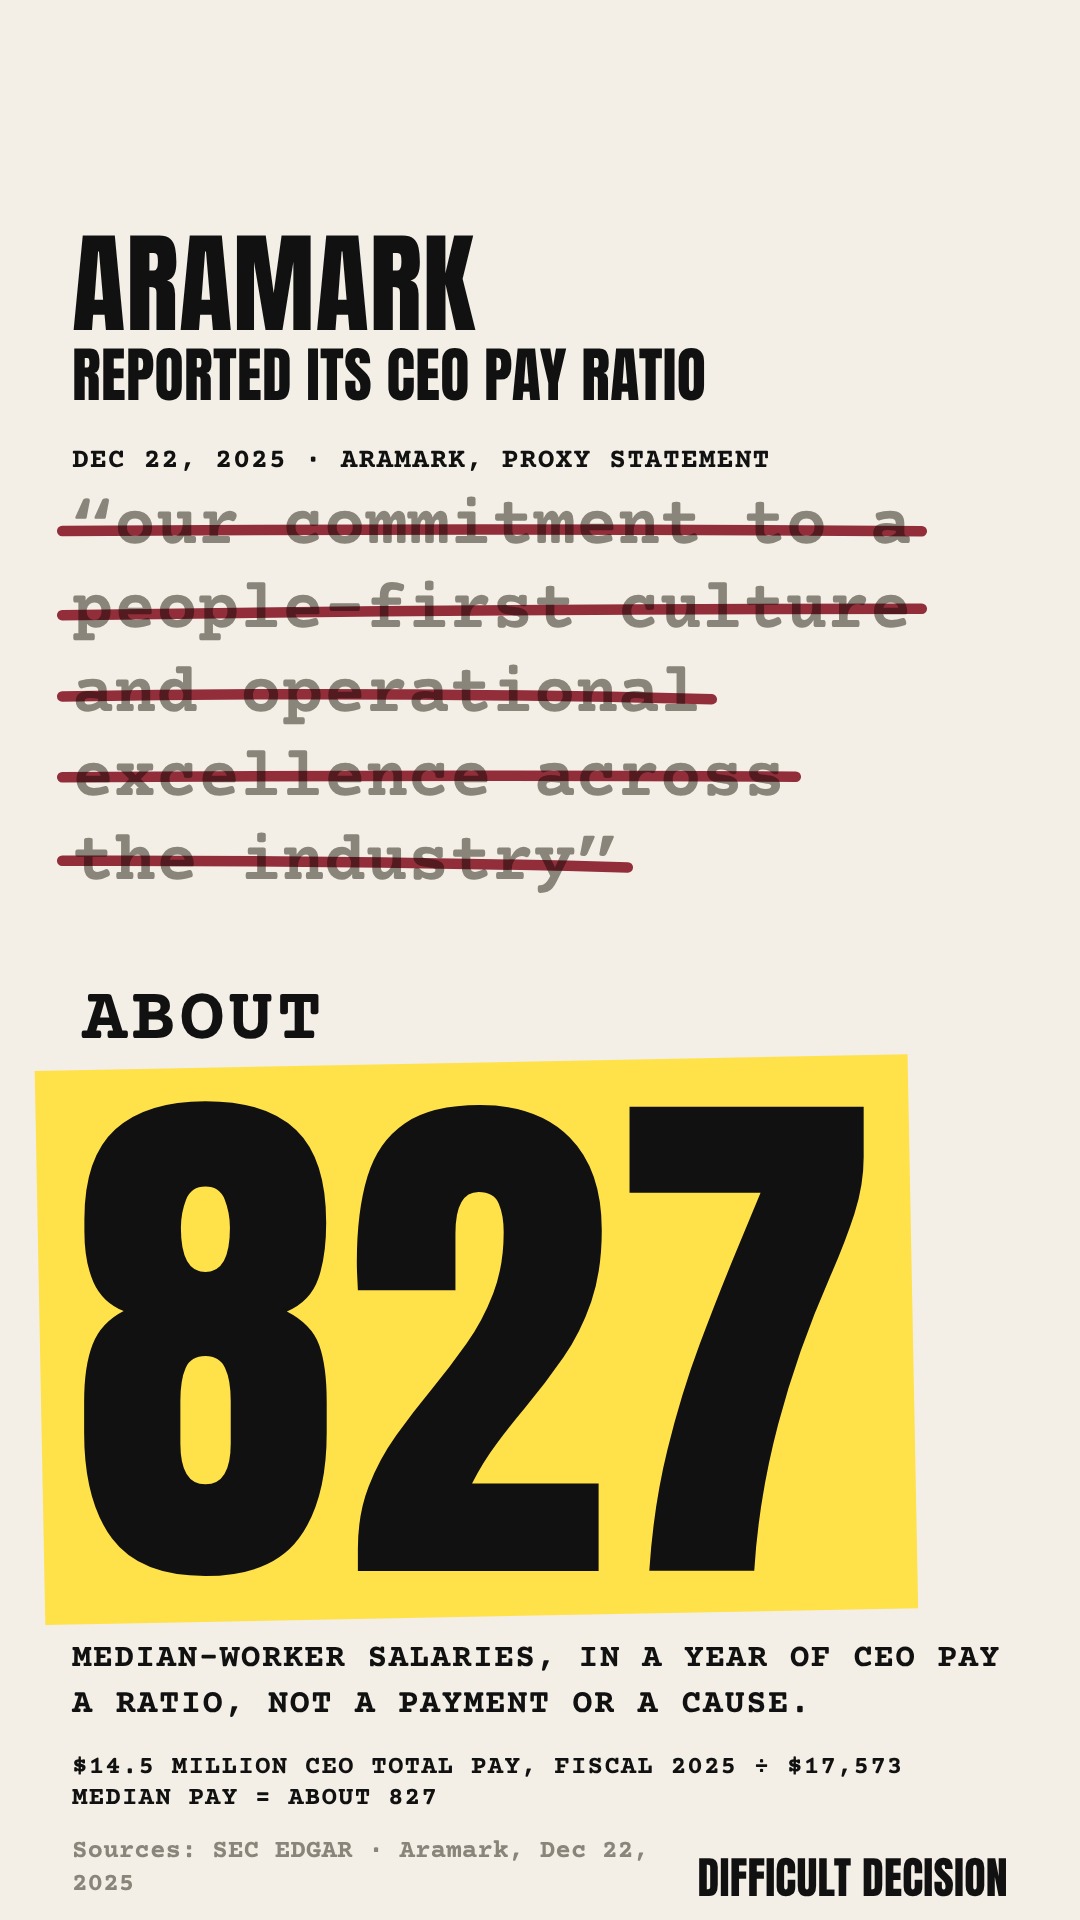 ARAMARK
REPORTED ITS CEO PAY RATIO
DEC 22, 2025 · ARAMARK, PROXY STATEMENT
“our commitment to a
people-first culture
and operational
excellence across
the industry”
ABOUT
827
MEDIAN-WORKER SALARIES, IN A YEAR OF CEO PAY
A RATIO, NOT A PAYMENT OR A CAUSE.
$14.5 MILLION CEO TOTAL PAY, FISCAL 2025 ÷ $17,573
MEDIAN PAY = ABOUT 827
Sources: SEC EDGAR · Aramark, Dec 22,
2025
DIFFICULT DECISION